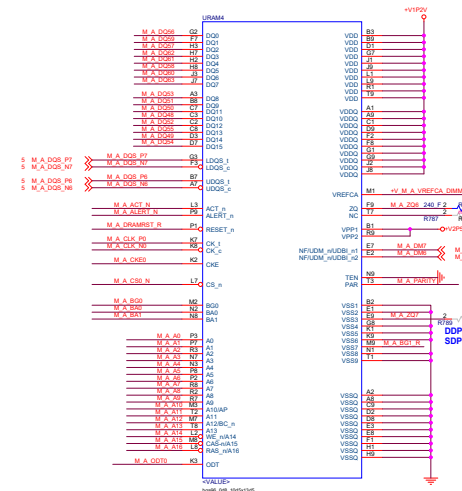 URAM4
+V1P2V
M_A_DQ56 G2 DQ0 VDD B3
M_A_DQ59 F7 DQ1 VDD B9
M_A_DQ57 H3 DQ2 VDD D1
M_A_DQ62 H7 DQ3 VDD G7
M_A_DQ61 H2 DQ4 VDD J1
M_A_DQ58 H8 DQ5 VDD J9
M_A_DQ60 J3 DQ6 VDD L1
M_A_DQ63 J7 DQ7 VDD L9
VDD R1
M_A_DQ53 A3 DQ8 VDD T9
M_A_DQ51 B8 DQ9
M_A_DQ50 C7 DQ10 VDDQ A1
M_A_DQ48 C3 DQ11 VDDQ A9
M_A_DQ52 C2 DQ12 VDDQ C1
M_A_DQ55 C8 DQ13 VDDQ D9
M_A_DQ49 D3 DQ14 VDDQ F2
M_A_DQ54 D7 DQ15 VDDQ F8
VDDQ G1
VDDQ G9
5 M_A_DQS_P7 M_A_DQS_P7 G3 LDQS_t VDDQ J2
5 M_A_DQS_N7 M_A_DQS_N7 F3 LDQS_c VDDQ J8
5 M_A_DQS_P6 M_A_DQS_P6 B7 UDQS_t
5 M_A_DQS_N6 M_A_DQS_N6 A7 UDQS_c VREFCA M1 +V_M_A_VREFCA_DIMM
M_A_ACT_N L3 ACT_n ZQ F9 M_A_ZQ6 240_F 2
M_A_ALERT_N P9 ALERT_n NC T7 R787
M_A_DRAMRST_R P1 RESET_n VPP1 B1 +V2P5
VPP2 R9
M_A_CLK_P0 K7 CK_t
M_A_CLK_N0 K8 CK_c NF/UDM_n/UDBI_n1 E7 M_A_DM7
M_A_CKE0 K2 CKE NF/UDM_n/UDBI_n2 E2 M_A_DM6
M_A_CS0_N L7 CS_n TEN N9
PAR T3 M_A_PARITY
M_A_BG0 M2 BG0 VSS1 B2
M_A_BA0 N2 BA0 VSS2 E1
M_A_BA1 N8 BA1 VSS3 E9 M_A_ZQ7 2
VSS4 G8 R789
M_A_A0 P3 A0 VSS5 K1 DDP
M_A_A1 P7 A1 VSS6 K9 SDP
M_A_A2 R3 A2 VSS7 M9 M_A_BG1_R
M_A_A3 N7 A3 VSS8 N1
M_A_A4 N3 A4 VSS9 T1
M_A_A5 P8 A5
M_A_A6 P2 A6
M_A_A7 R8 A7
M_A_A8 R2 A8 VSSQ A2
M_A_A9 R7 A9 VSSQ A8
M_A_A10 M3 A10/AP VSSQ C9
M_A_A11 T2 A11 VSSQ D2
M_A_A12 M7 A12/BC_n VSSQ D8
M_A_A13 T8 A13 VSSQ E3
M_A_A14 L2 WE_n/A14 VSSQ E8
M_A_A15 M8 CAS-n/A15 VSSQ F1
M_A_A16 L8 RAS_n/A16 VSSQ H1
VSSQ H9
M_A_ODT0 K3 ODT
<VALUE>